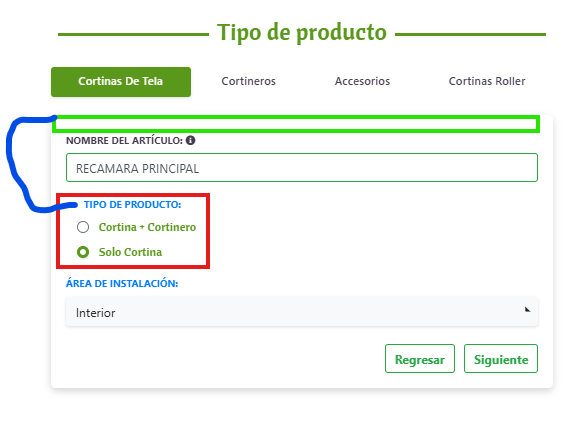 Tipo de producto
Cortinas De Tela
Cortineros
Accesorios
Cortinas Roller
NOMBRE DEL ARTÍCULO:
RECAMARA PRINCIPAL
TIPO DE PRODUCTO:
Cortina + Cortinero
Solo Cortina
ÁREA DE INSTALACIÓN:
Interior
Regresar
Siguiente